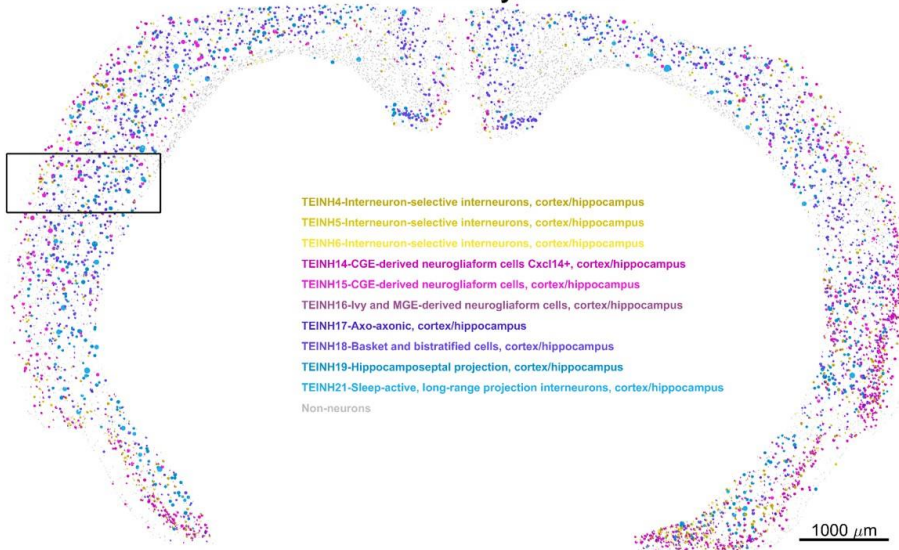 TEINH4-Interneuron-selective interneurons, cortex/hippocampus
TEINH5-Interneuron-selective interneurons, cortex/hippocampus
TEINH6-Interneuron-selective interneurons, cortex/hippocampus
TEINH14-CGE-derived neurogliaform cells Cxcl14+, cortex/hippocampus
TEINH15-CGE-derived neurogliaform cells, cortex/hippocampus
TEINH16-Ivy and MGE-derived neurogliaform cells, cortex/hippocampus
TEINH17-Axo-axonic, cortex/hippocampus
TEINH18-Basket and bistratified cells, cortex/hippocampus
TEINH19-Hippocamposeptal projection, cortex/hippocampus
TEINH21-Sleep-active, long-range projection interneurons, cortex/hippocampus
Non-neurons
1000 μm